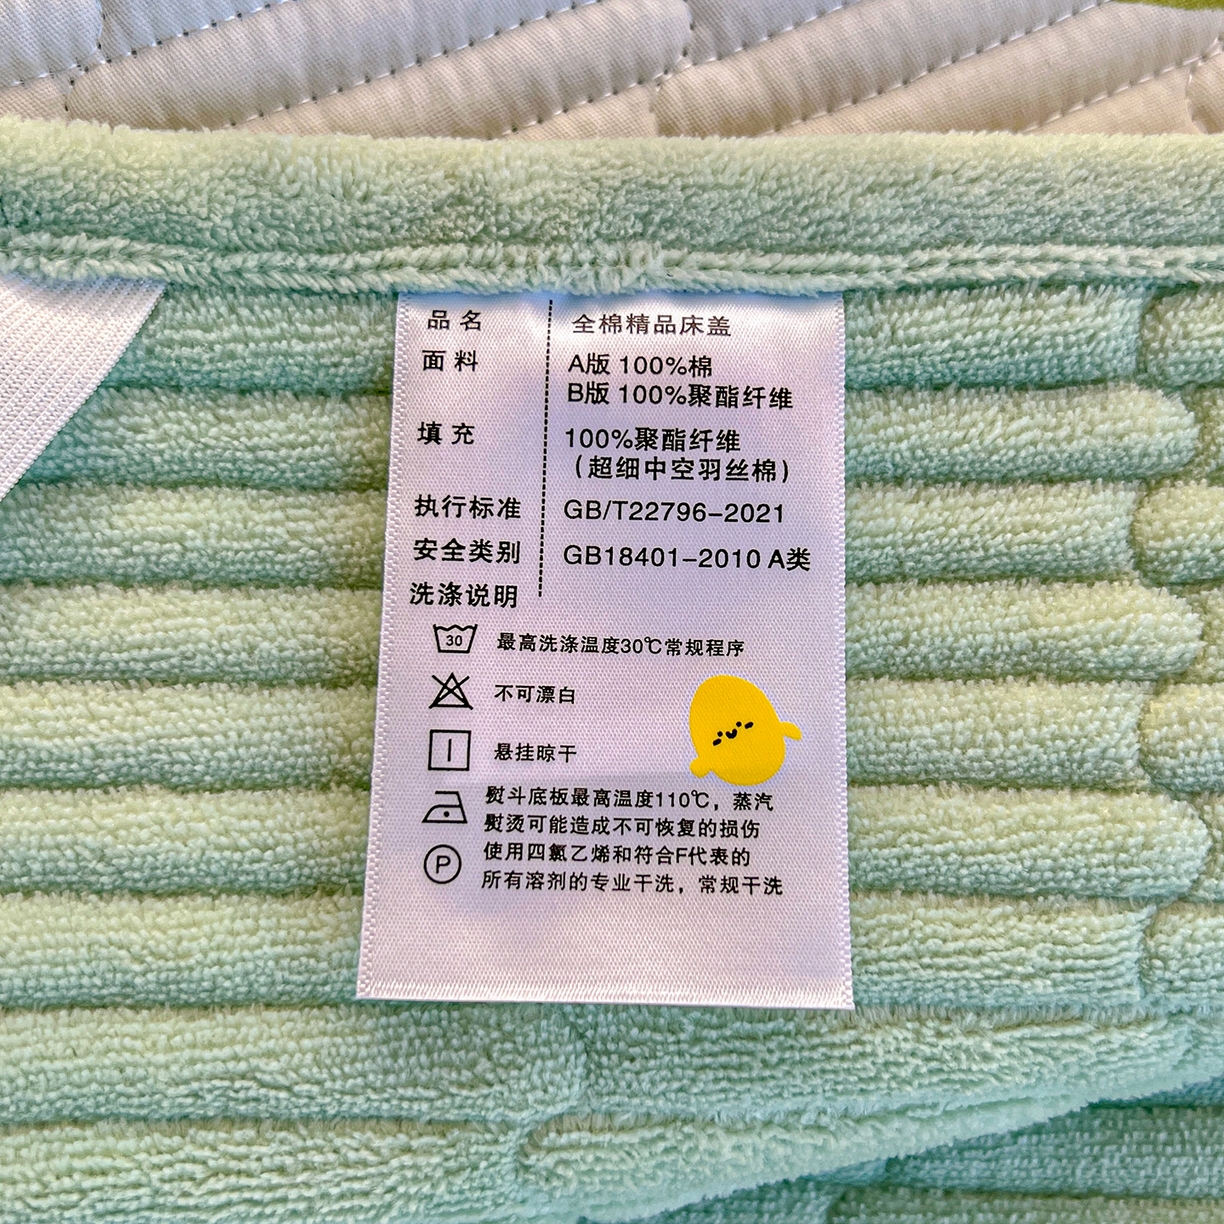 品名 全棉精品床盖
面料 A版 100%棉
B版 100%聚酯纤维
填充 100%聚酯纤维
（超细中空羽丝棉）
执行标准 GB/T22796-2021
安全类别 GB18401-2010 A类
洗涤说明
30 最高洗涤温度30℃常规程序
不可漂白
悬挂晾干
熨斗底板最高温度110℃，蒸汽
熨烫可能造成不可恢复的损伤
P 使用四氯乙烯和符合F代表的
所有溶剂的专业干洗，常规干洗